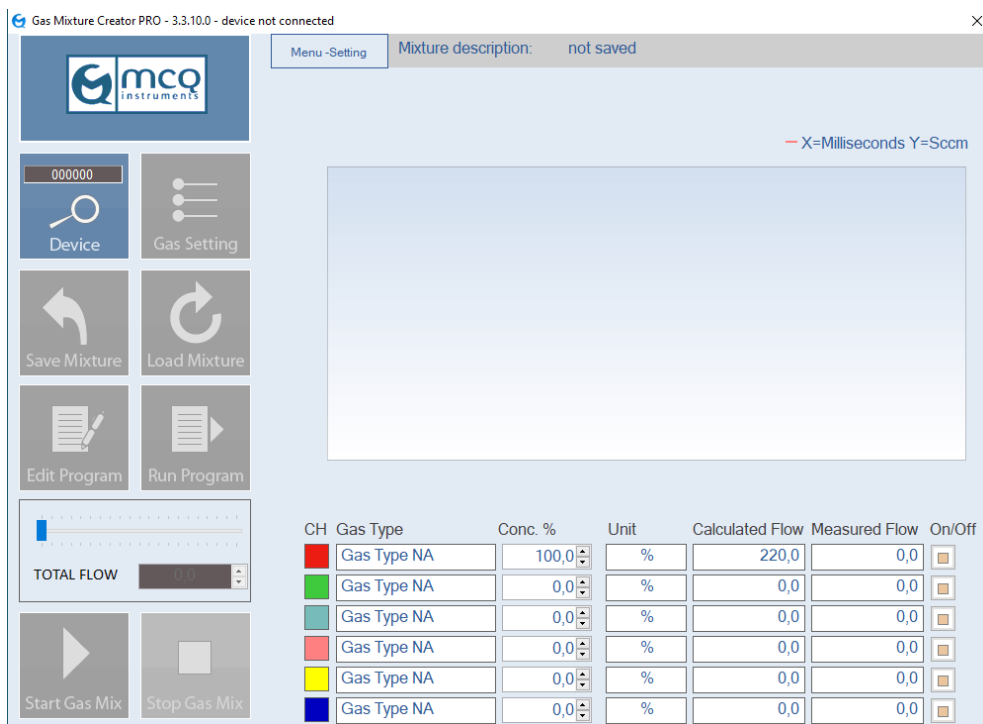 Gas Mixture Creator PRO - 3.3.10.0 - device not connected
mcq
instruments
Menu -Setting
Mixture description: not saved
X=Milliseconds Y=Sccm
000000
Device
Gas Setting
Save Mixture
Load Mixture
Edit Program
Run Program
TOTAL FLOW 0,0
Start Gas Mix
Stop Gas Mix
CH Gas Type Conc. % Unit Calculated Flow Measured Flow On/Off
Gas Type NA 100,0 % 220,0 0,0
Gas Type NA 0,0 % 0,0 0,0
Gas Type NA 0,0 % 0,0 0,0
Gas Type NA 0,0 % 0,0 0,0
Gas Type NA 0,0 % 0,0 0,0
Gas Type NA 0,0 % 0,0 0,0